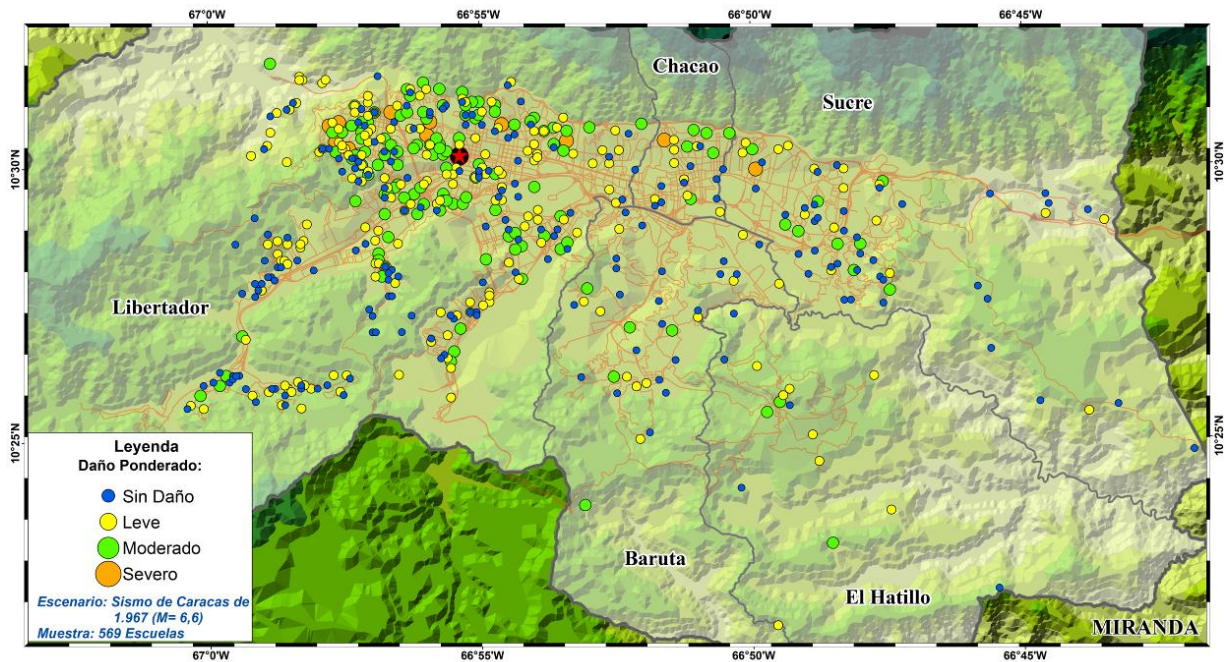 67°0'W
66°55'W
66°50'W
66°45'W
Chacao
Sucre
10°30'N
10°30'N
Libertador
10°25'N
10°25'N
Leyenda
Daño Ponderado:
Sin Daño
Leve
Moderado
Severo
Escenario: Sismo de Caracas de
1.967 (M= 6,6)
Muestra: 569 Escuelas
Baruta
El Hatillo
MIRANDA
67°0'W
66°55'W
66°50'W
66°45'W